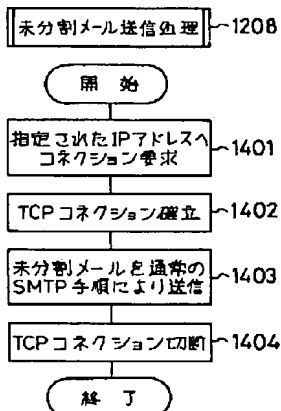 未分割メール送信処理 1208
開始
指定されたIPアドレスへ
コネクション要求 1401
TCPコネクション確立 1402
未分割メールを通常の
SMTP手順により送信 1403
TCPコネクション切断 1404
終了